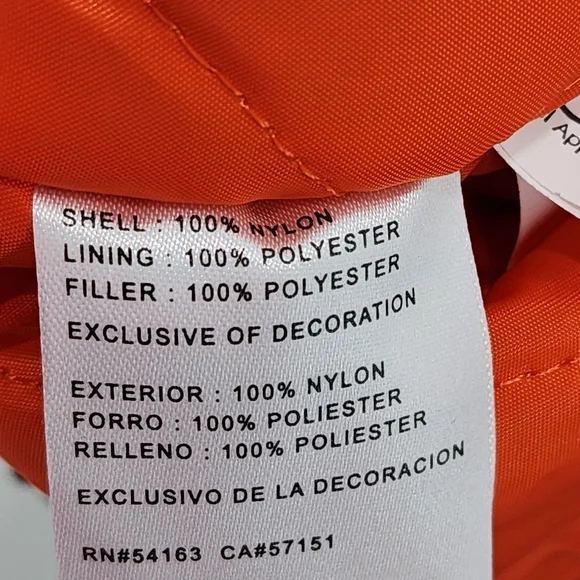 SHELL : 100% NYLON
LINING : 100% POLYESTER
FILLER : 100% POLYESTER
EXCLUSIVE OF DECORATION
EXTERIOR : 100% NYLON
FORRO : 100% POLIESTER
RELLENO : 100% POLIESTER
EXCLUSIVO DE LA DECORACION
RN#54163 CA#57151